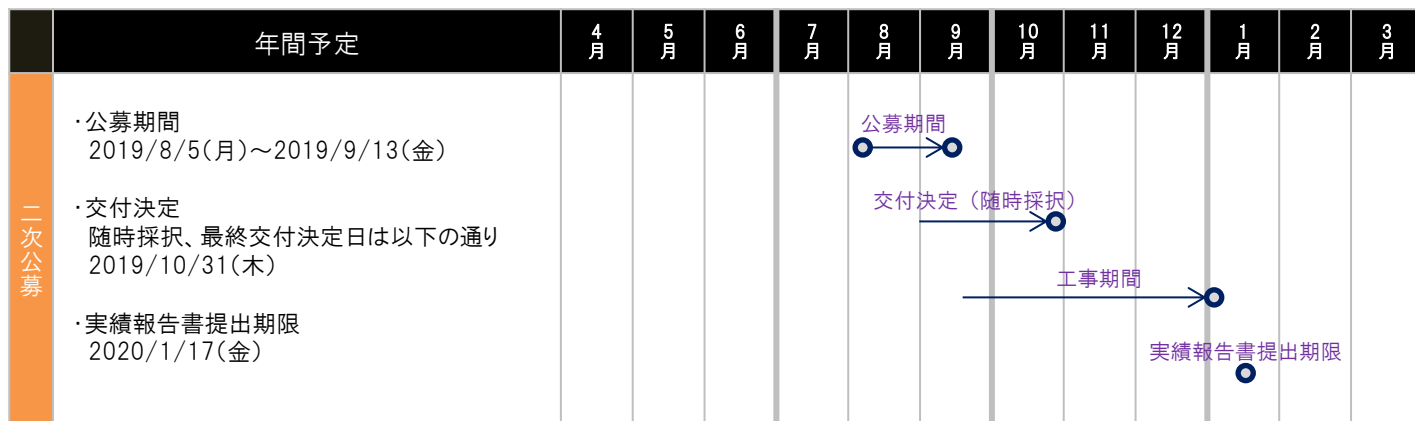 年間予定
4月
5月
6月
7月
8月
9月
10月
11月
12月
1月
2月
3月
二次公募
・公募期間
2019/8/5(月)～2019/9/13(金)
・交付決定
随時採択、最終交付決定日は以下の通り
2019/10/31(木)
・実績報告書提出期限
2020/1/17(金)
公募期間
交付決定（随時採択）
工事期間
実績報告書提出期限